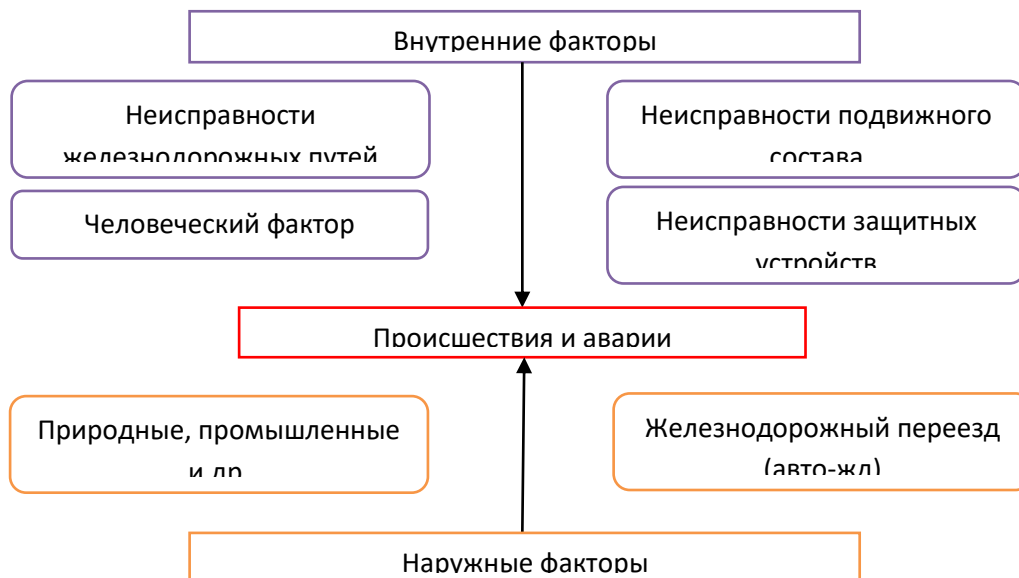 Внутренние факторы
Неисправности
железнодорожных путей
Неисправности подвижного
состава
Человеческий фактор
Неисправности защитных
устройств
Происшествия и аварии
Природные, промышленные
и др
Железнодорожный переезд
(авто-жд)
Наружные факторы